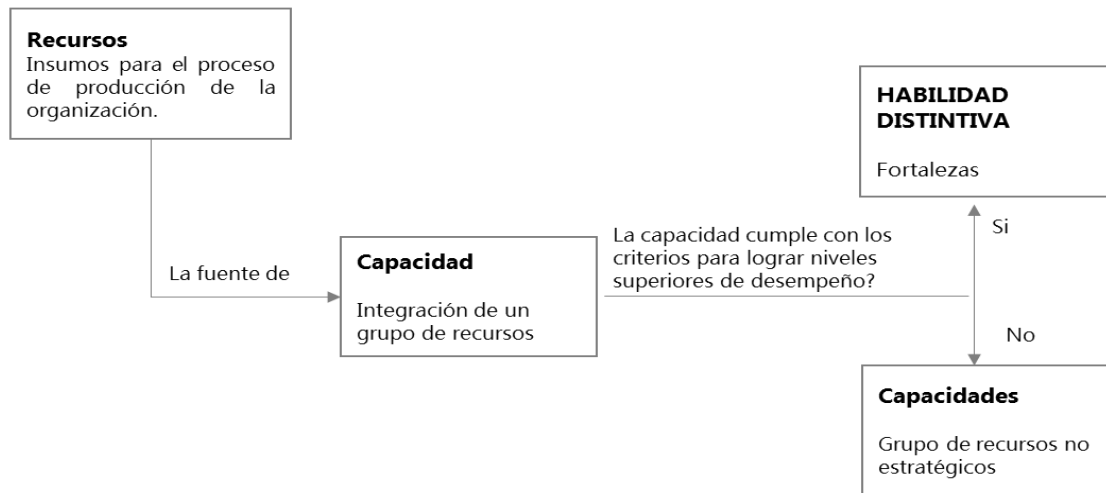 Recursos
Insumos para el proceso
de producción de la
organización.
La fuente de
Capacidad
Integración de un
grupo de recursos
La capacidad cumple con los
criterios para lograr niveles
superiores de desempeño?
Si
HABILIDAD
DISTINTIVA
Fortalezas
No
Capacidades
Grupo de recursos no
estratégicos